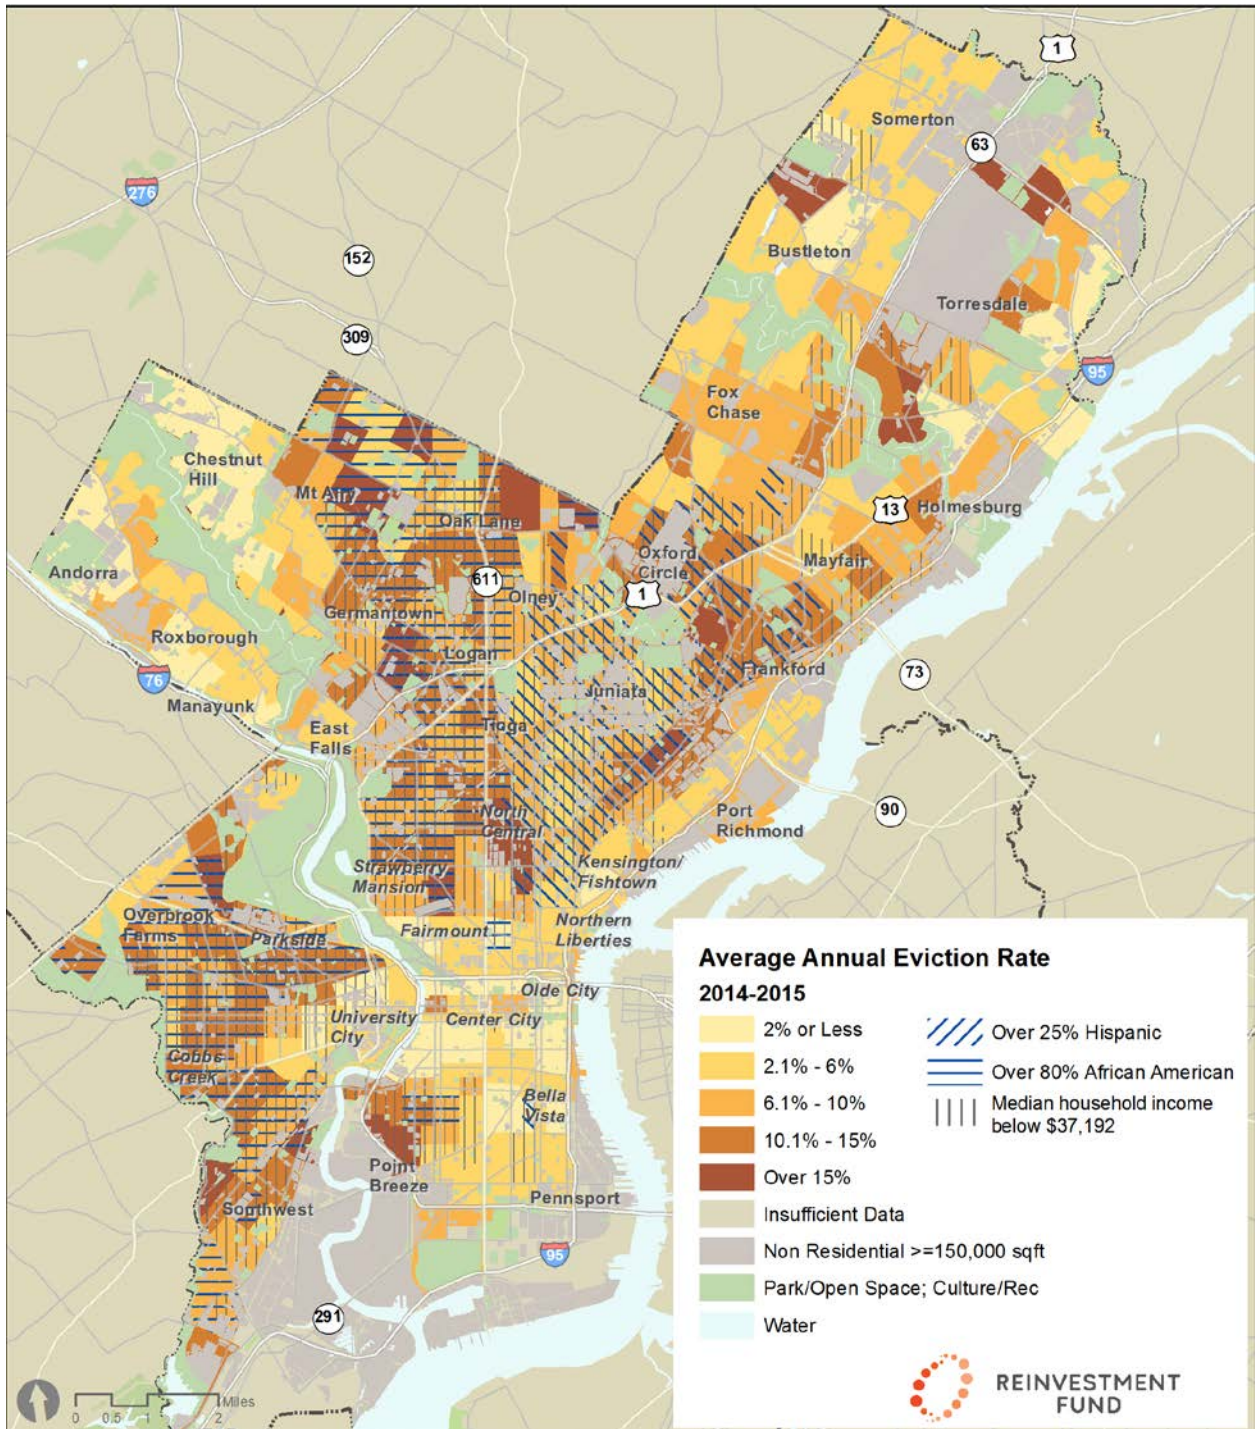 1
Somerton
63
276
Bustleton
152
Torresdale
309
95
Fox
Chase
Chestnut
Hill
Mt Airy
13
Holmesburg
Oak Lane
Oxford
Circle
Mayfair
Andorra
611
1
Olney
Germantown
Roxborough
Logan
Frankford
73
76
Juniata
Manayunk
East
Falls
Tioga
90
North
Central
Port
Richmond
Strawberry
Mansion
Kensington/
Fishtown
Overbrook
Farms
Parkside
Fairmount
Northern
Liberties
Olde City
University
City
Center City
Cobbs
Creek
Bella
Vista
Point
Breeze
Pennsport
Southwest
95
291
0 0.5 1 2 Miles
Average Annual Eviction Rate
2014-2015
2% or Less
2.1% - 6%
6.1% - 10%
10.1% - 15%
Over 15%
Insufficient Data
Non Residential >=150,000 sqft
Park/Open Space; Culture/Rec
Water
Over 25% Hispanic
Over 80% African American
Median household income
below $37,192
REINVESTMENT
FUND